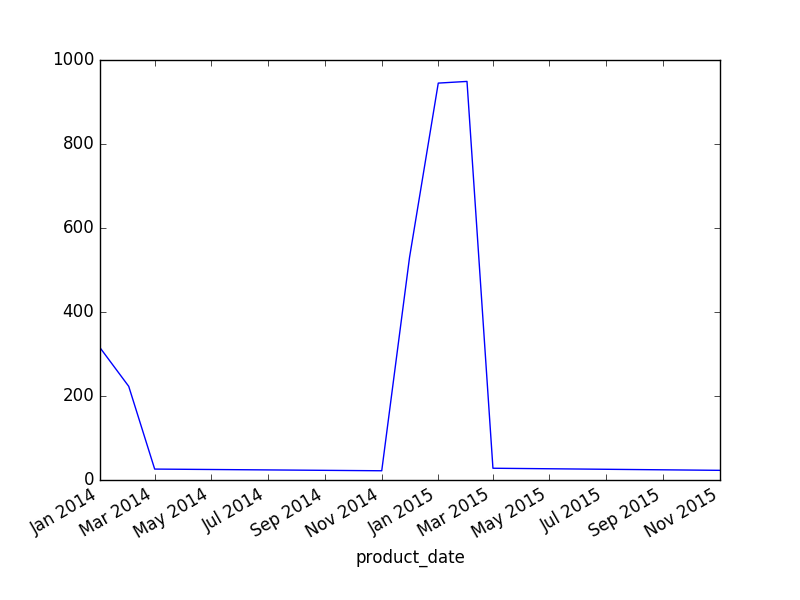 1000
800
600
400
200
0
Jan 2014
Mar 2014
May 2014
Jul 2014
Sep 2014
Nov 2014
Jan 2015
Mar 2015
May 2015
Jul 2015
Sep 2015
Nov 2015
product_date